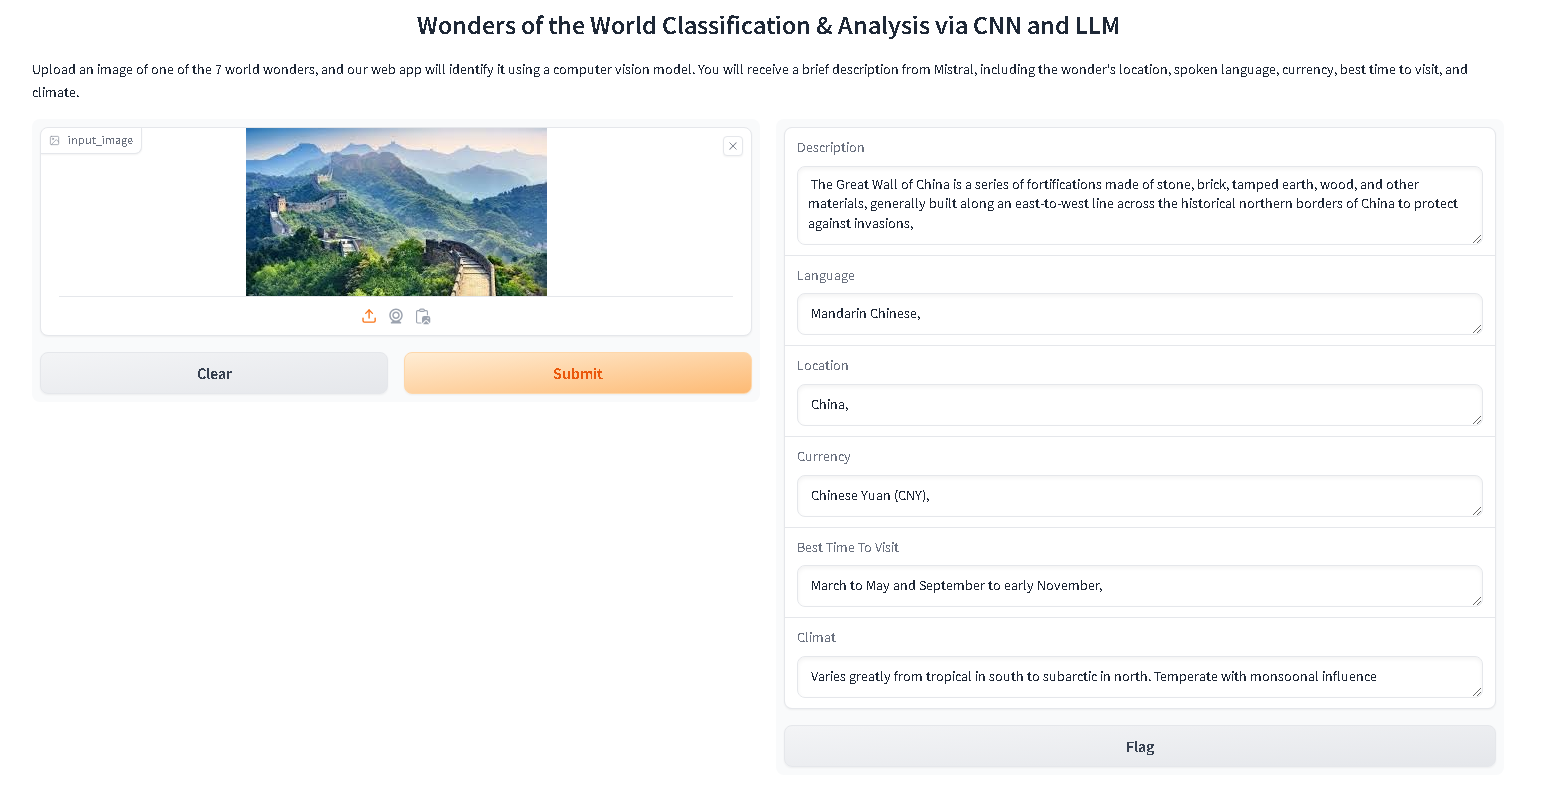 Wonders of the World Classification & Analysis via CNN and LLM
Upload an image of one of the 7 world wonders, and our web app will identify it using a computer vision model. You will receive a brief description from Mistral, including the wonder's location, spoken language, currency, best time to visit, and
climate.
input_image
Clear
Submit
Description
The Great Wall of China is a series of fortifications made of stone, brick, tamped earth, wood, and other
materials, generally built along an east-to-west line across the historical northern borders of China to protect
against invasions,
Language
Mandarin Chinese,
Location
China,
Currency
Chinese Yuan (CNY),
Best Time To Visit
March to May and September to early November,
Climat
Varies greatly from tropical in south to subarctic in north. Temperate with monsoonal influence
Flag